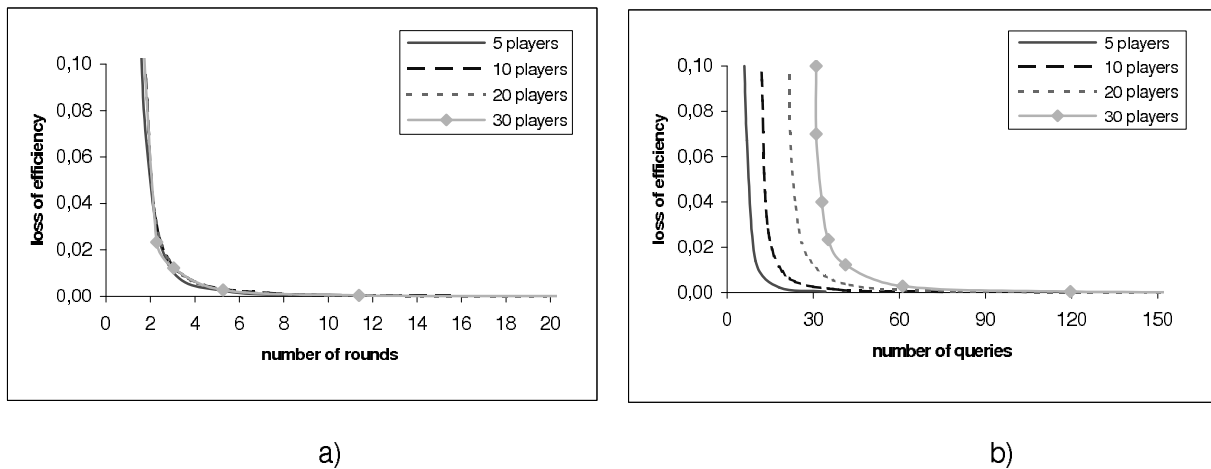 5 players
10 players
20 players
30 players
0,10
0,08
0,06
0,04
0,02
0,00
loss of efficiency
0 2 4 6 8 10 12 14 16 18 20
number of rounds
a)
5 players
10 players
20 players
30 players
0,10
0,08
0,06
0,04
0,02
0,00
loss of efficiency
0 30 60 90 120 150
number of queries
b)